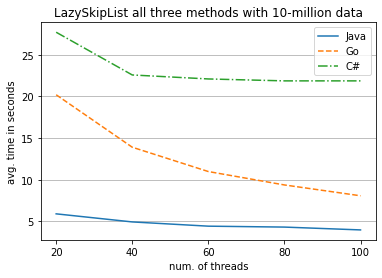 LazySkipList all three methods with 10-million data
Java
Go
C#
25
20
15
10
5
avg. time in seconds
20
40
60
80
100
num. of threads